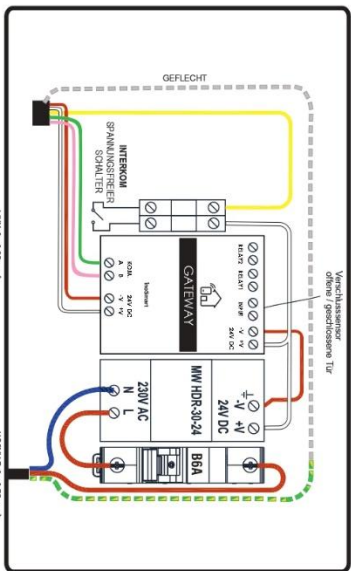 GEFLECHT
INTERKOM
SPANNUNGSFREIER
SCHALTER
Verschlusssensor
offene / geschlossene Tür
RELAY2
RELAY1
INPUT
-V
+V
24V DC
GATEWAY
KOM.
A
B
24V DC
-V
+V
-V
+V
24V DC
MW HDR-30-24
230V AC
N
L
B6A